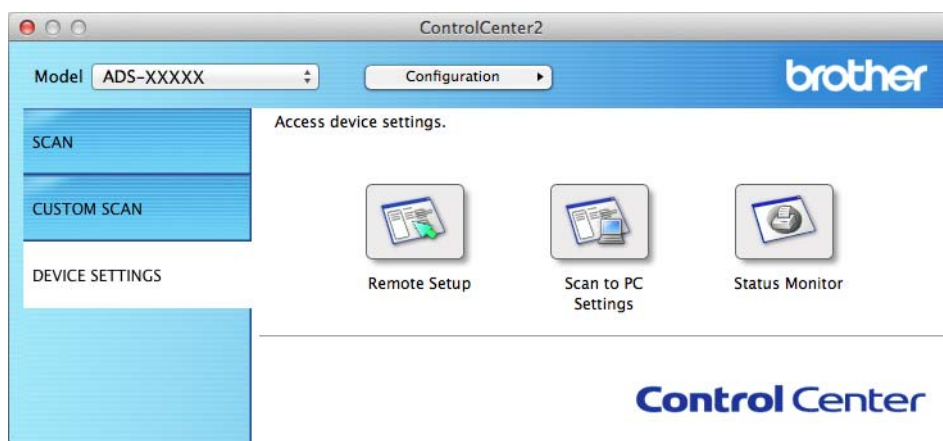 ControlCenter2
Model ADS-XXXXX Configuration brother
SCAN
Access device settings.
CUSTOM SCAN
DEVICE SETTINGS
Remote Setup
Scan to PC
Settings
Status Monitor
Control Center